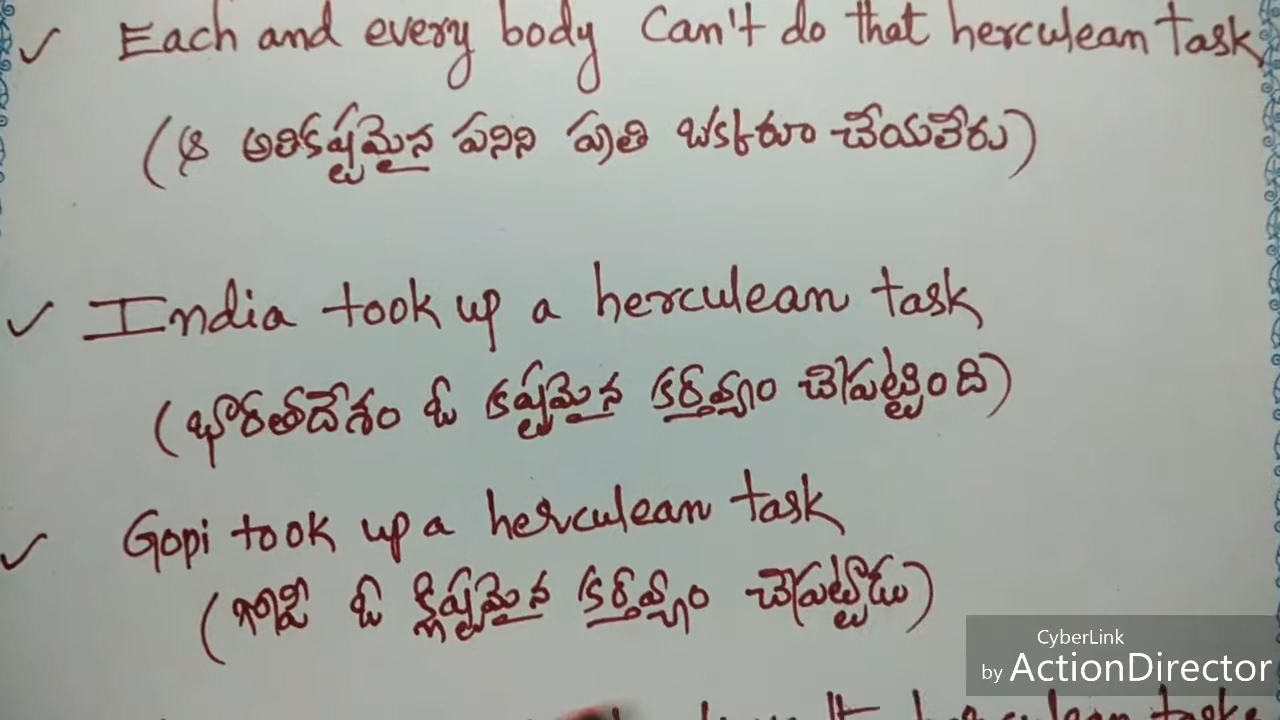 ✓ Each and every body Can't do that herculean task
(ఆ అతికష్టమైన పనిని ప్రతి ఒక్కరూ చేయలేరు)
✓ India took up a herculean task
(భారతదేశం ఓ కష్టమైన కర్తవ్యం చేపట్టింది)
✓ Gopi took up a herculean task
(గోపి ఓ క్లిష్టమైన కర్తవ్యం చేపట్టాడు)
CyberLink
by ActionDirector
herculean task